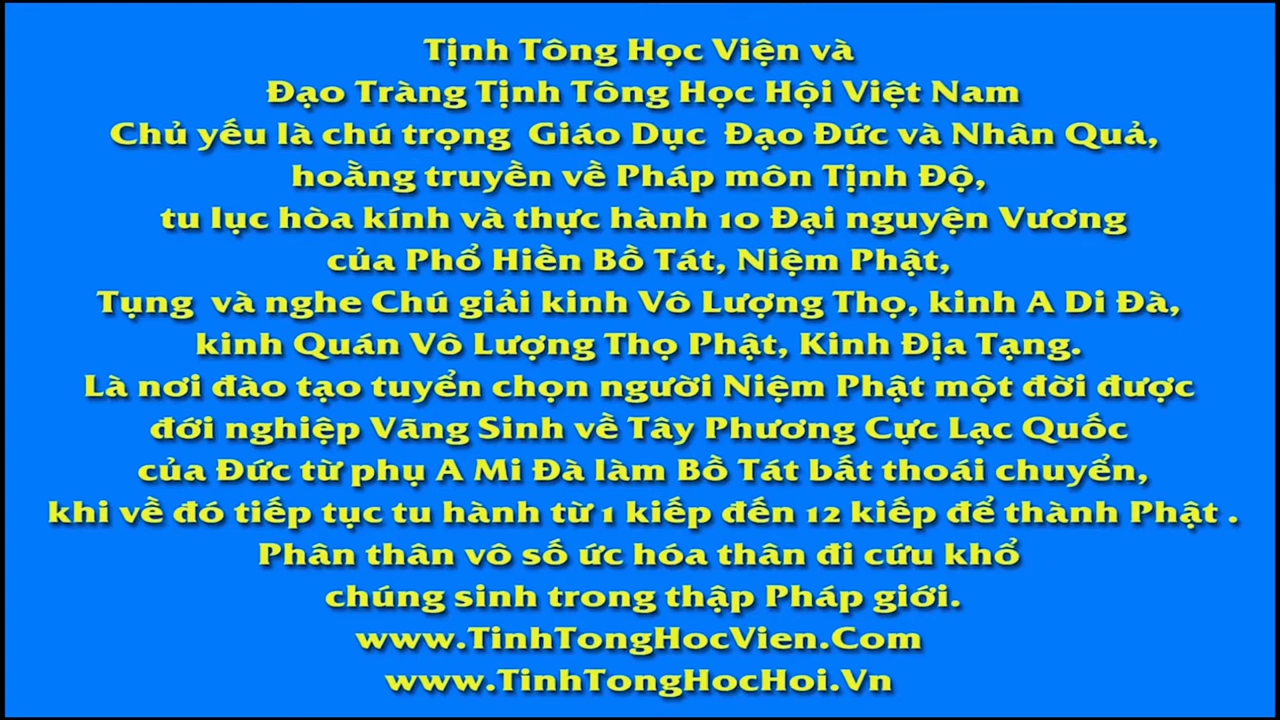 Tịnh Tông Học Viện và
Đạo Tràng Tịnh Tông Học Hội Việt Nam
Chủ yếu là chú trọng Giáo Dục Đạo Đức và Nhân Quả,
hoằng truyền về Pháp môn Tịnh Độ,
tu lục hòa kính và thực hành 10 Đại nguyện Vương
của Phổ Hiền Bồ Tát, Niệm Phật,
Tụng và nghe Chú giải kinh Vô Lượng Thọ, kinh A Di Đà,
kinh Quán Vô Lượng Thọ Phật, Kinh Địa Tạng.
Là nơi đào tạo tuyển chọn người Niệm Phật một đời được
đới nghiệp Vãng Sinh về Tây Phương Cực Lạc Quốc
của Đức từ phụ A Mi Đà làm Bồ Tát bất thoái chuyển,
khi về đó tiếp tục tu hành từ 1 kiếp đến 12 kiếp để thành Phật .
Phân thân vô số ức hóa thân đi cứu khổ
chúng sinh trong thập Pháp giới.
www.TinhTongHocVien.Com
www.TinhTongHocHoi.Vn